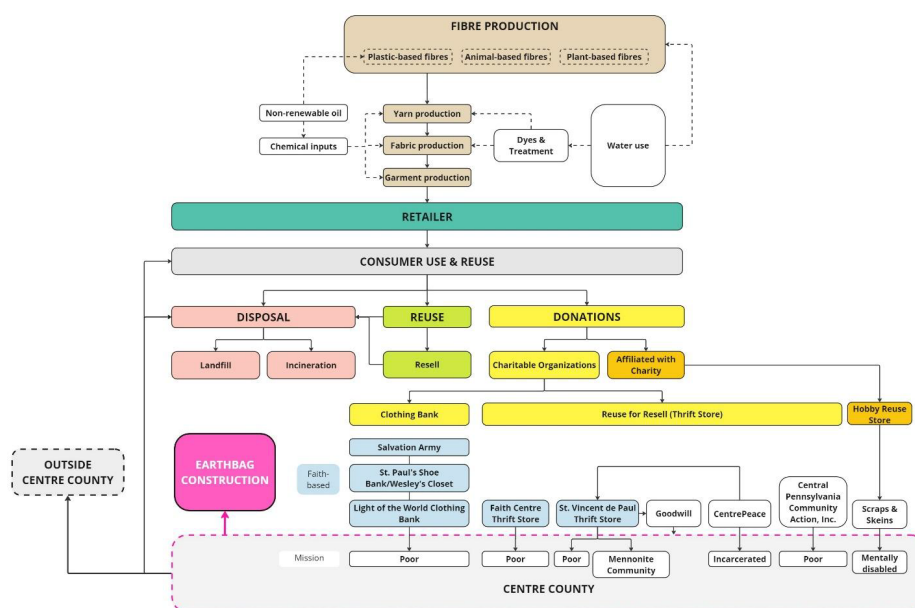 FIBRE PRODUCTION
Plastic-based fibres
Animal-based fibres
Plant-based fibres
Non-renewable oil
Yarn production
Chemical inputs
Fabric production
Dyes &
Treatment
Water use
Garment production
RETAILER
CONSUMER USE & REUSE
DISPOSAL
REUSE
DONATIONS
Landfill
Incineration
Resell
Charitable Organizations
Affiliated with
Charity
Clothing Bank
Reuse for Resell (Thrift Store)
Hobby Reuse
Store
OUTSIDE
CENTRE COUNTY
EARTHBAG
CONSTRUCTION
Faith-
based
Salvation Army
St. Paul's Shoe
Bank/Wesley's Closet
Light of the World Clothing
Bank
Faith Centre
Thrift Store
St. Vincent de Paul
Thrift Store
Goodwill
CentrePeace
Central
Pennsylvania
Community
Action, Inc.
Scraps &
Skeins
Mission
Poor
Poor
Poor
Mennonite
Community
Incarcerated
Poor
Mentally
disabled
CENTRE COUNTY